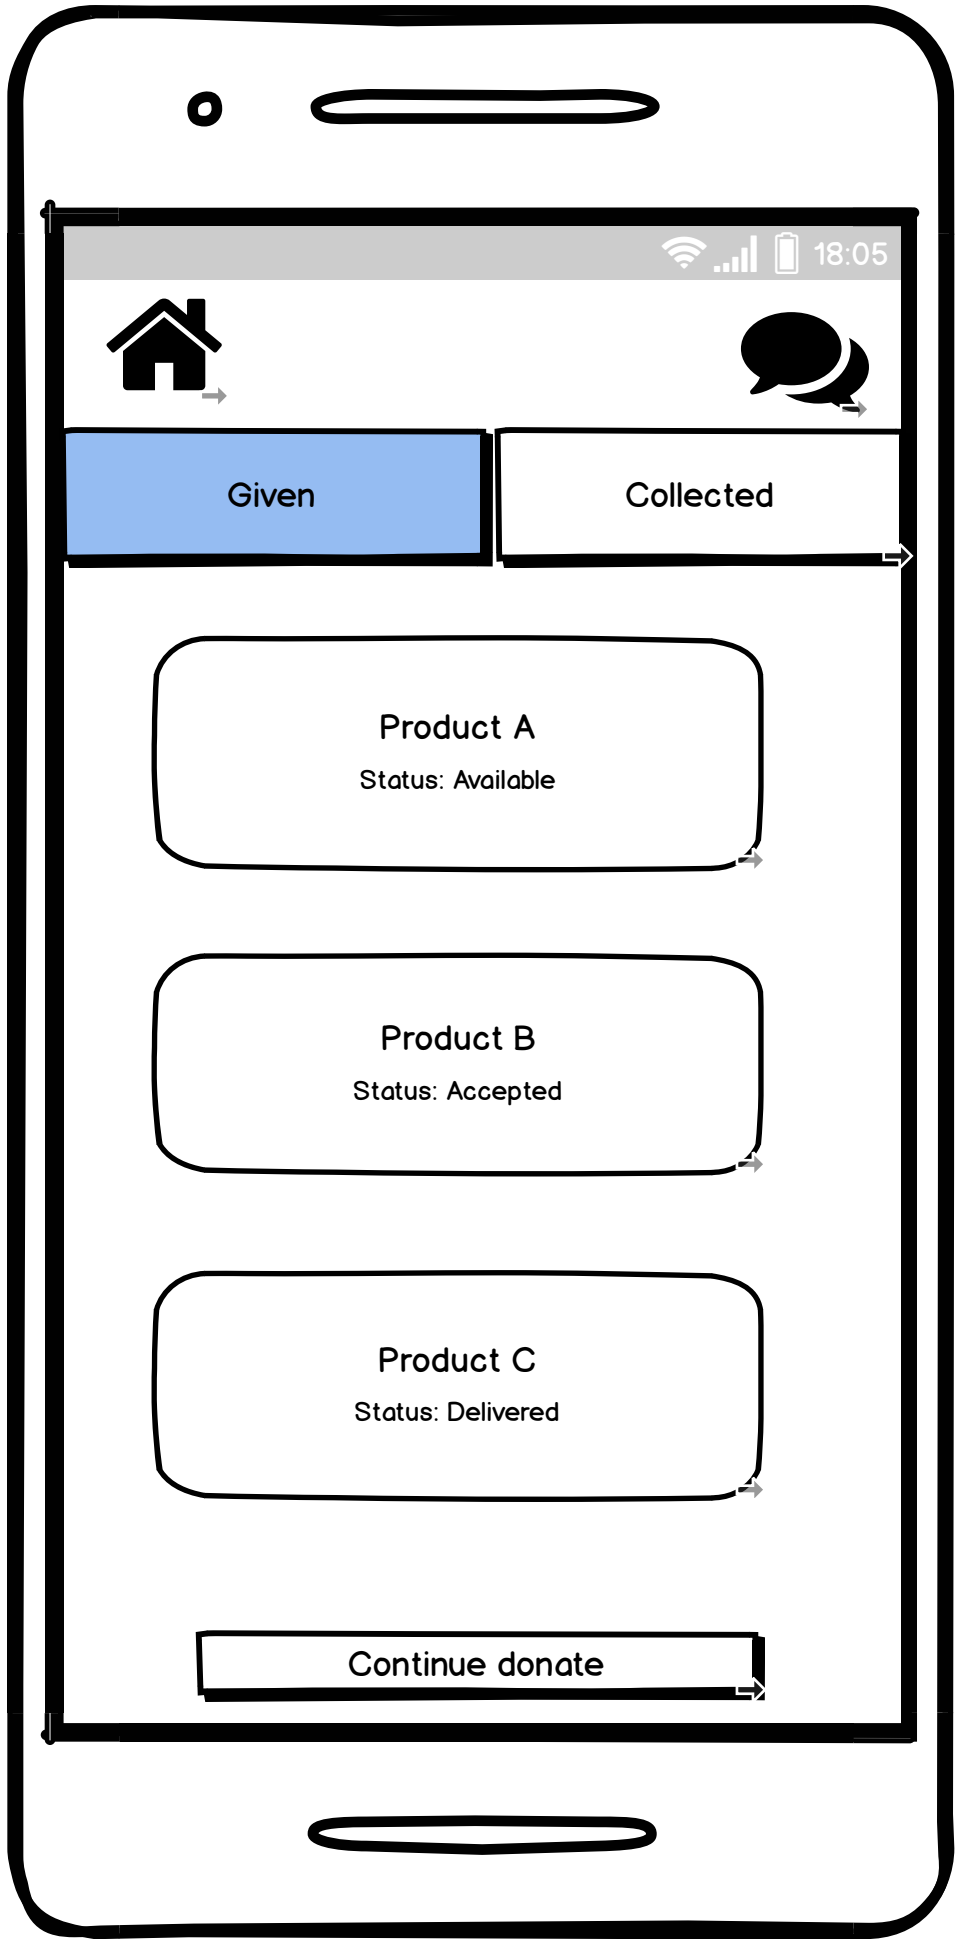 18:05
Given
Collected
Product A
Status: Available
Product B
Status: Accepted
Product C
Status: Delivered
Continue donate